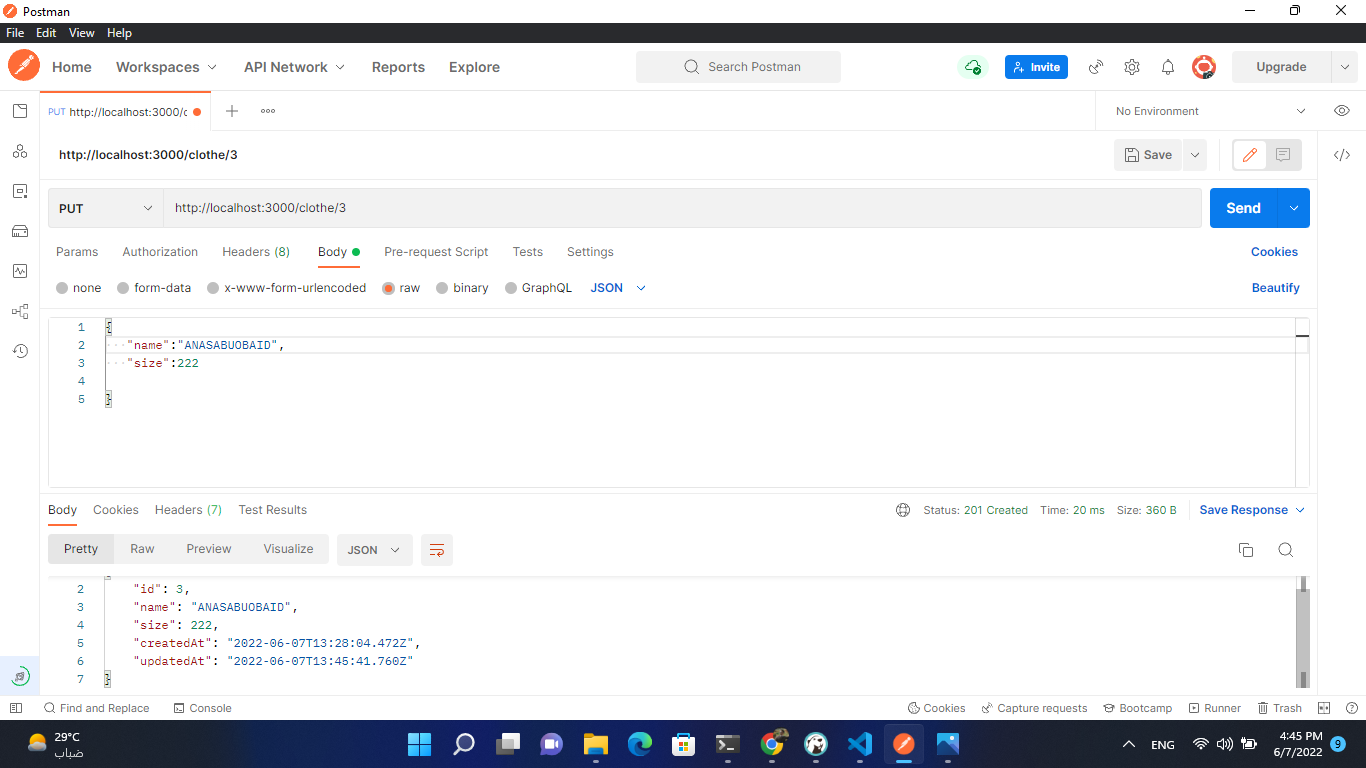 Postman
File Edit View Help
Home Workspaces API Network Reports Explore Search Postman Invite Upgrade
PUT http://localhost:3000/c No Environment
http://localhost:3000/clothe/3 Save
PUT http://localhost:3000/clothe/3 Send
Params Authorization Headers (8) Body Pre-request Script Tests Settings Cookies
none form-data x-www-form-urlencoded raw binary GraphQL JSON Beautify
1 {
2 "name":"ANASABUOBAID",
3 "size":222
4
5 }
Body Cookies Headers (7) Test Results Status: 201 Created Time: 20 ms Size: 360 B Save Response
Pretty Raw Preview Visualize JSON
2 "id": 3,
3 "name": "ANASABUOBAID",
4 "size": 222,
5 "createdAt": "2022-06-07T13:28:04.472Z",
6 "updatedAt": "2022-06-07T13:45:41.760Z"
7 }
Find and Replace Console Cookies Capture requests Bootcamp Runner Trash
29°C
ضباب
ENG
4:45 PM
6/7/2022 9